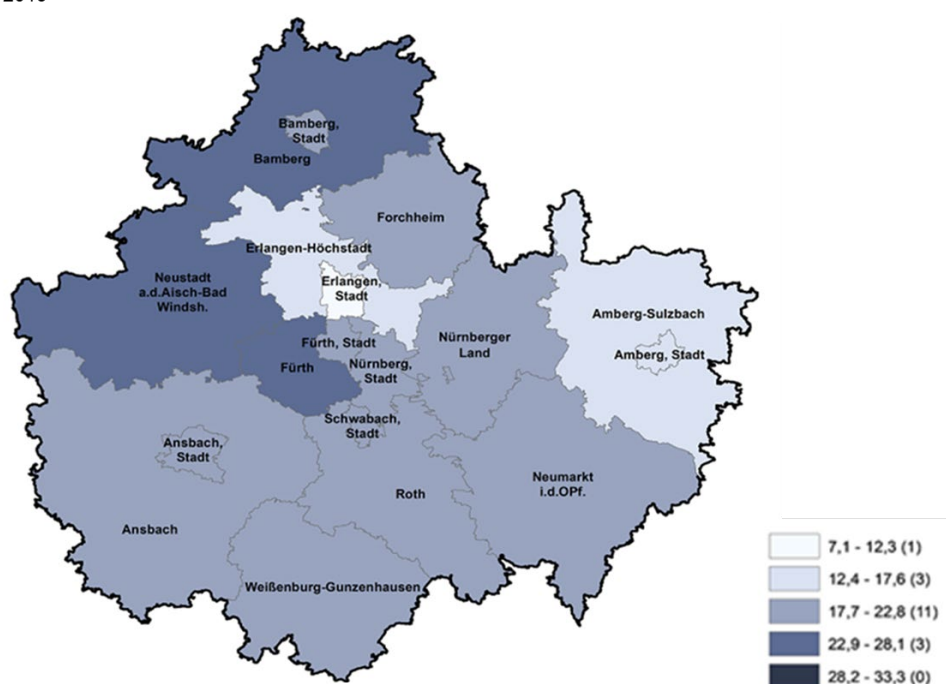 Bamberg,
Stadt
Bamberg
Forchheim
Erlangen-Höchstadt
Neustadt
a.d.Aisch-Bad
Windsh.
Erlangen,
Stadt
Amberg-Sulzbach
Nürnberger
Land
Fürth, Stadt
Amberg, Stadt
Fürth
Nürnberg,
Stadt
Schwabach,
Stadt
Ansbach,
Stadt
Neumarkt
i.d.OPf.
Roth
Ansbach
Weißenburg-Gunzenhausen
7,1 - 12,3 (1)
12,4 - 17,6 (3)
17,7 - 22,8 (11)
22,9 - 28,1 (3)
28,2 - 33,3 (0)